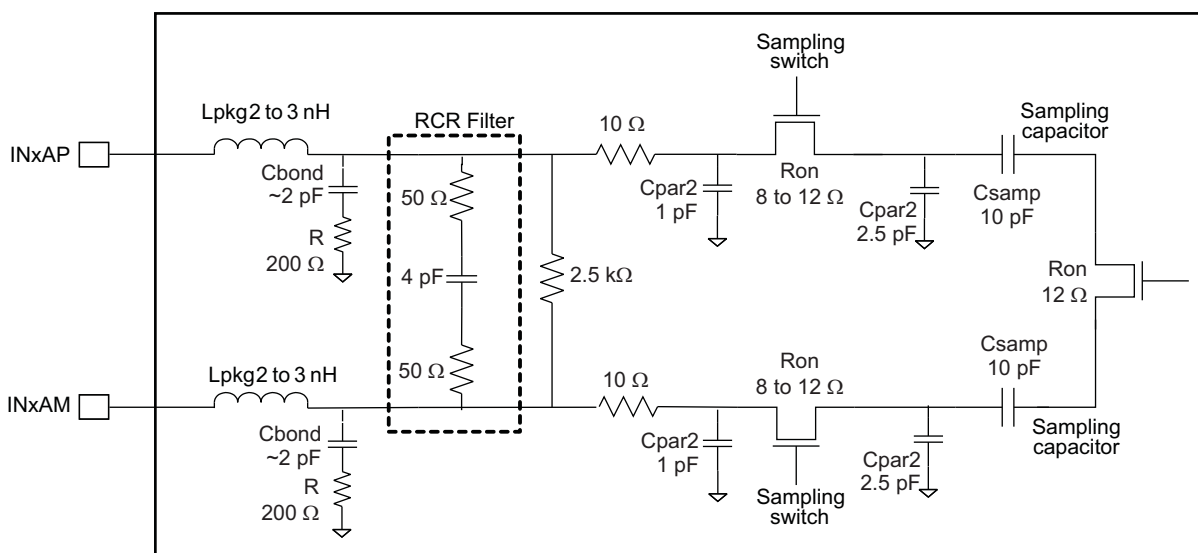 Sampling
switch
Lpkg2 to 3 nH
RCR Filter
Sampling
capacitor
INxAP
10 Ω
Cbond
~2 pF
50 Ω
Cpar2
1 pF
Ron
8 to 12 Ω
Cpar2
2.5 pF
Csamp
10 pF
R
200 Ω
4 pF
2.5 kΩ
Ron
12 Ω
Lpkg2 to 3 nH
50 Ω
10 Ω
Ron
8 to 12 Ω
Csamp
10 pF
INxAM
Cbond
~2 pF
Cpar2
1 pF
Cpar2
2.5 pF
Sampling
capacitor
R
200 Ω
Sampling
switch